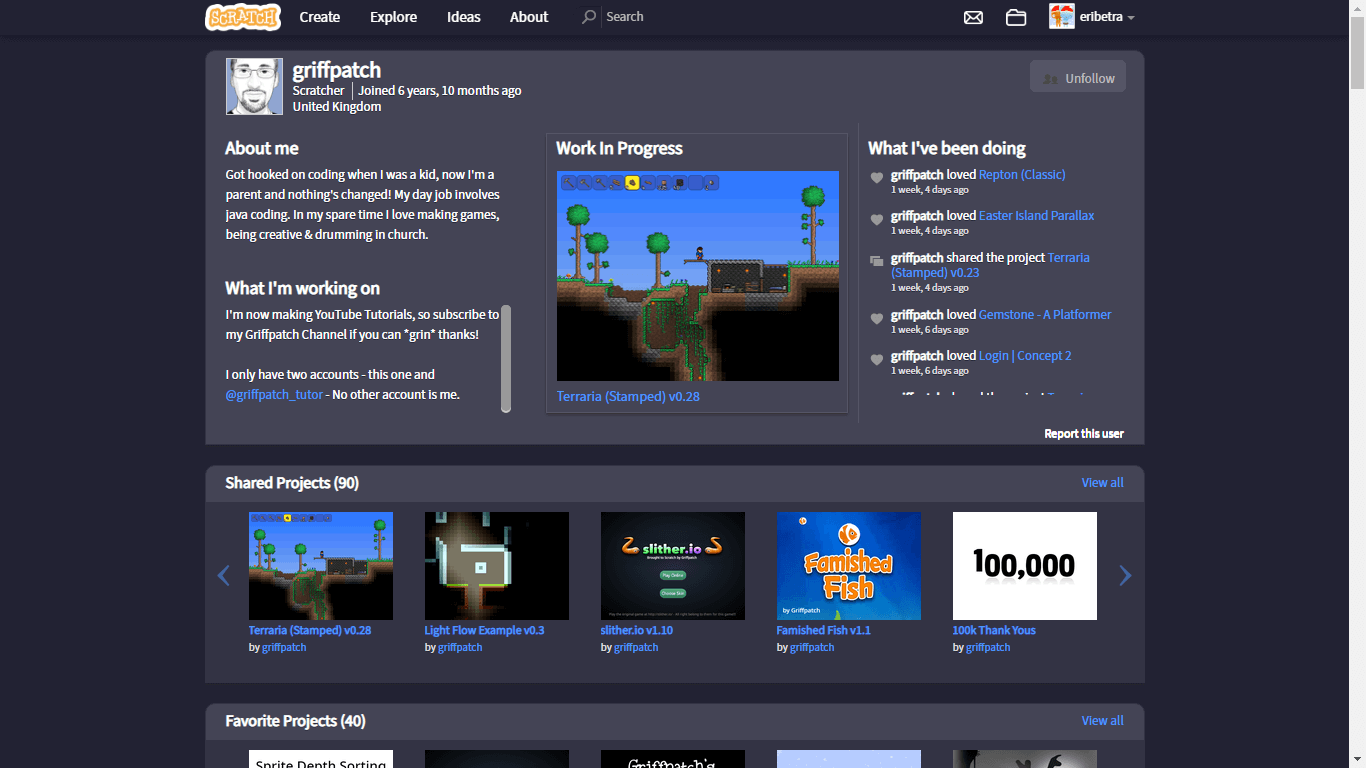 SCRATCH Create Explore Ideas About Search eribetra
griffpatch
Scratcher Joined 6 years, 10 months ago
United Kingdom
Unfollow
About me
Got hooked on coding when I was a kid, now I'm a
parent and nothing's changed! My day job involves
java coding. In my spare time I love making games,
being creative & drumming in church.
What I'm working on
I'm now making YouTube Tutorials, so subscribe to
my Griffpatch Channel if you can *grin* thanks!
I only have two accounts - this one and
@griffpatch_tutor - No other account is me.
Work In Progress
Terraria (Stamped) v0.28
What I've been doing
griffpatch loved Repton (Classic)
1 week, 4 days ago
griffpatch loved Easter Island Parallax
1 week, 4 days ago
griffpatch shared the project Terraria
(Stamped) v0.23
1 week, 4 days ago
griffpatch loved Gemstone - A Platformer
1 week, 6 days ago
griffpatch loved Login | Concept 2
1 week, 6 days ago
Report this user
Shared Projects (90) View all
slither.io
Brought to Scratch by Griffpatch
Play Online
Choose Skin
Famished
Fish
by Griffpatch
100,000
Terraria (Stamped) v0.28 Light Flow Example v0.3 slither.io v1.10 Famished Fish v1.1 100k Thank Yous
by griffpatch by griffpatch by griffpatch by griffpatch by griffpatch
Favorite Projects (40) View all
Sprite Depth Sorting Griffpatch's